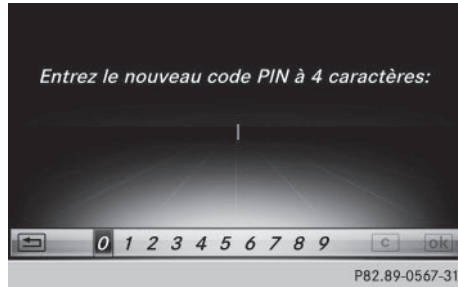 Entrez le nouveau code PIN à 4 caractères:
0 1 2 3 4 5 6 7 8 9 c ok
P82.89-0567-31